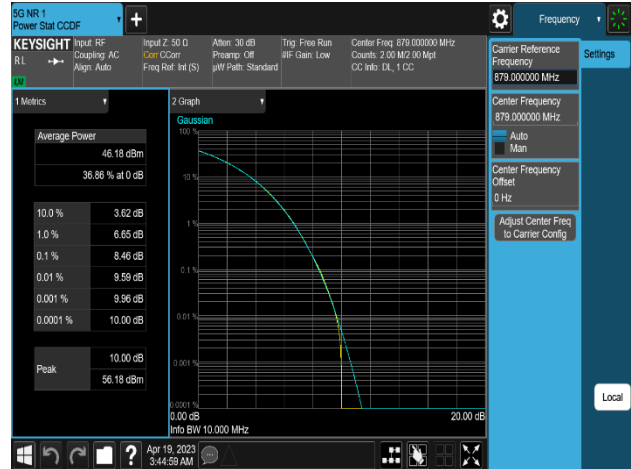 5G NR 1
Power Stat CCDF
Frequency
KEYSIGHT
RL
LXI
Input: RF
Coupling: AC
Align: Auto
Input Z: 50 Ω
Corr CCorr
Freq Ref: Int (S)
Atten: 30 dB
Preamp: Off
µW Path: Standard
Trig: Free Run
#IF Gain: Low
Center Freq: 879.000000 MHz
Counts: 2.00 M/2.00 Mpt
CC Info: DL, 1 CC
Carrier Reference
Frequency
879.000000 MHz
Settings
Center Frequency
879.000000 MHz
Auto
Man
Center Frequency
Offset
0 Hz
Adjust Center Freq
to Carrier Config
Local
1 Metrics
Average Power
46.18 dBm
36.86 % at 0 dB
10.0 % 3.62 dB
1.0 % 6.65 dB
0.1 % 8.46 dB
0.01 % 9.59 dB
0.001 % 9.96 dB
0.0001 % 10.00 dB
Peak
10.00 dB
56.18 dBm
2 Graph
Gaussian
100 %
10 %
1 %
0.1 %
0.01 %
0.001 %
0.0001 %
0.00 dB 20.00 dB
Info BW 10.000 MHz
?
Apr 19, 2023
3:44:59 AM